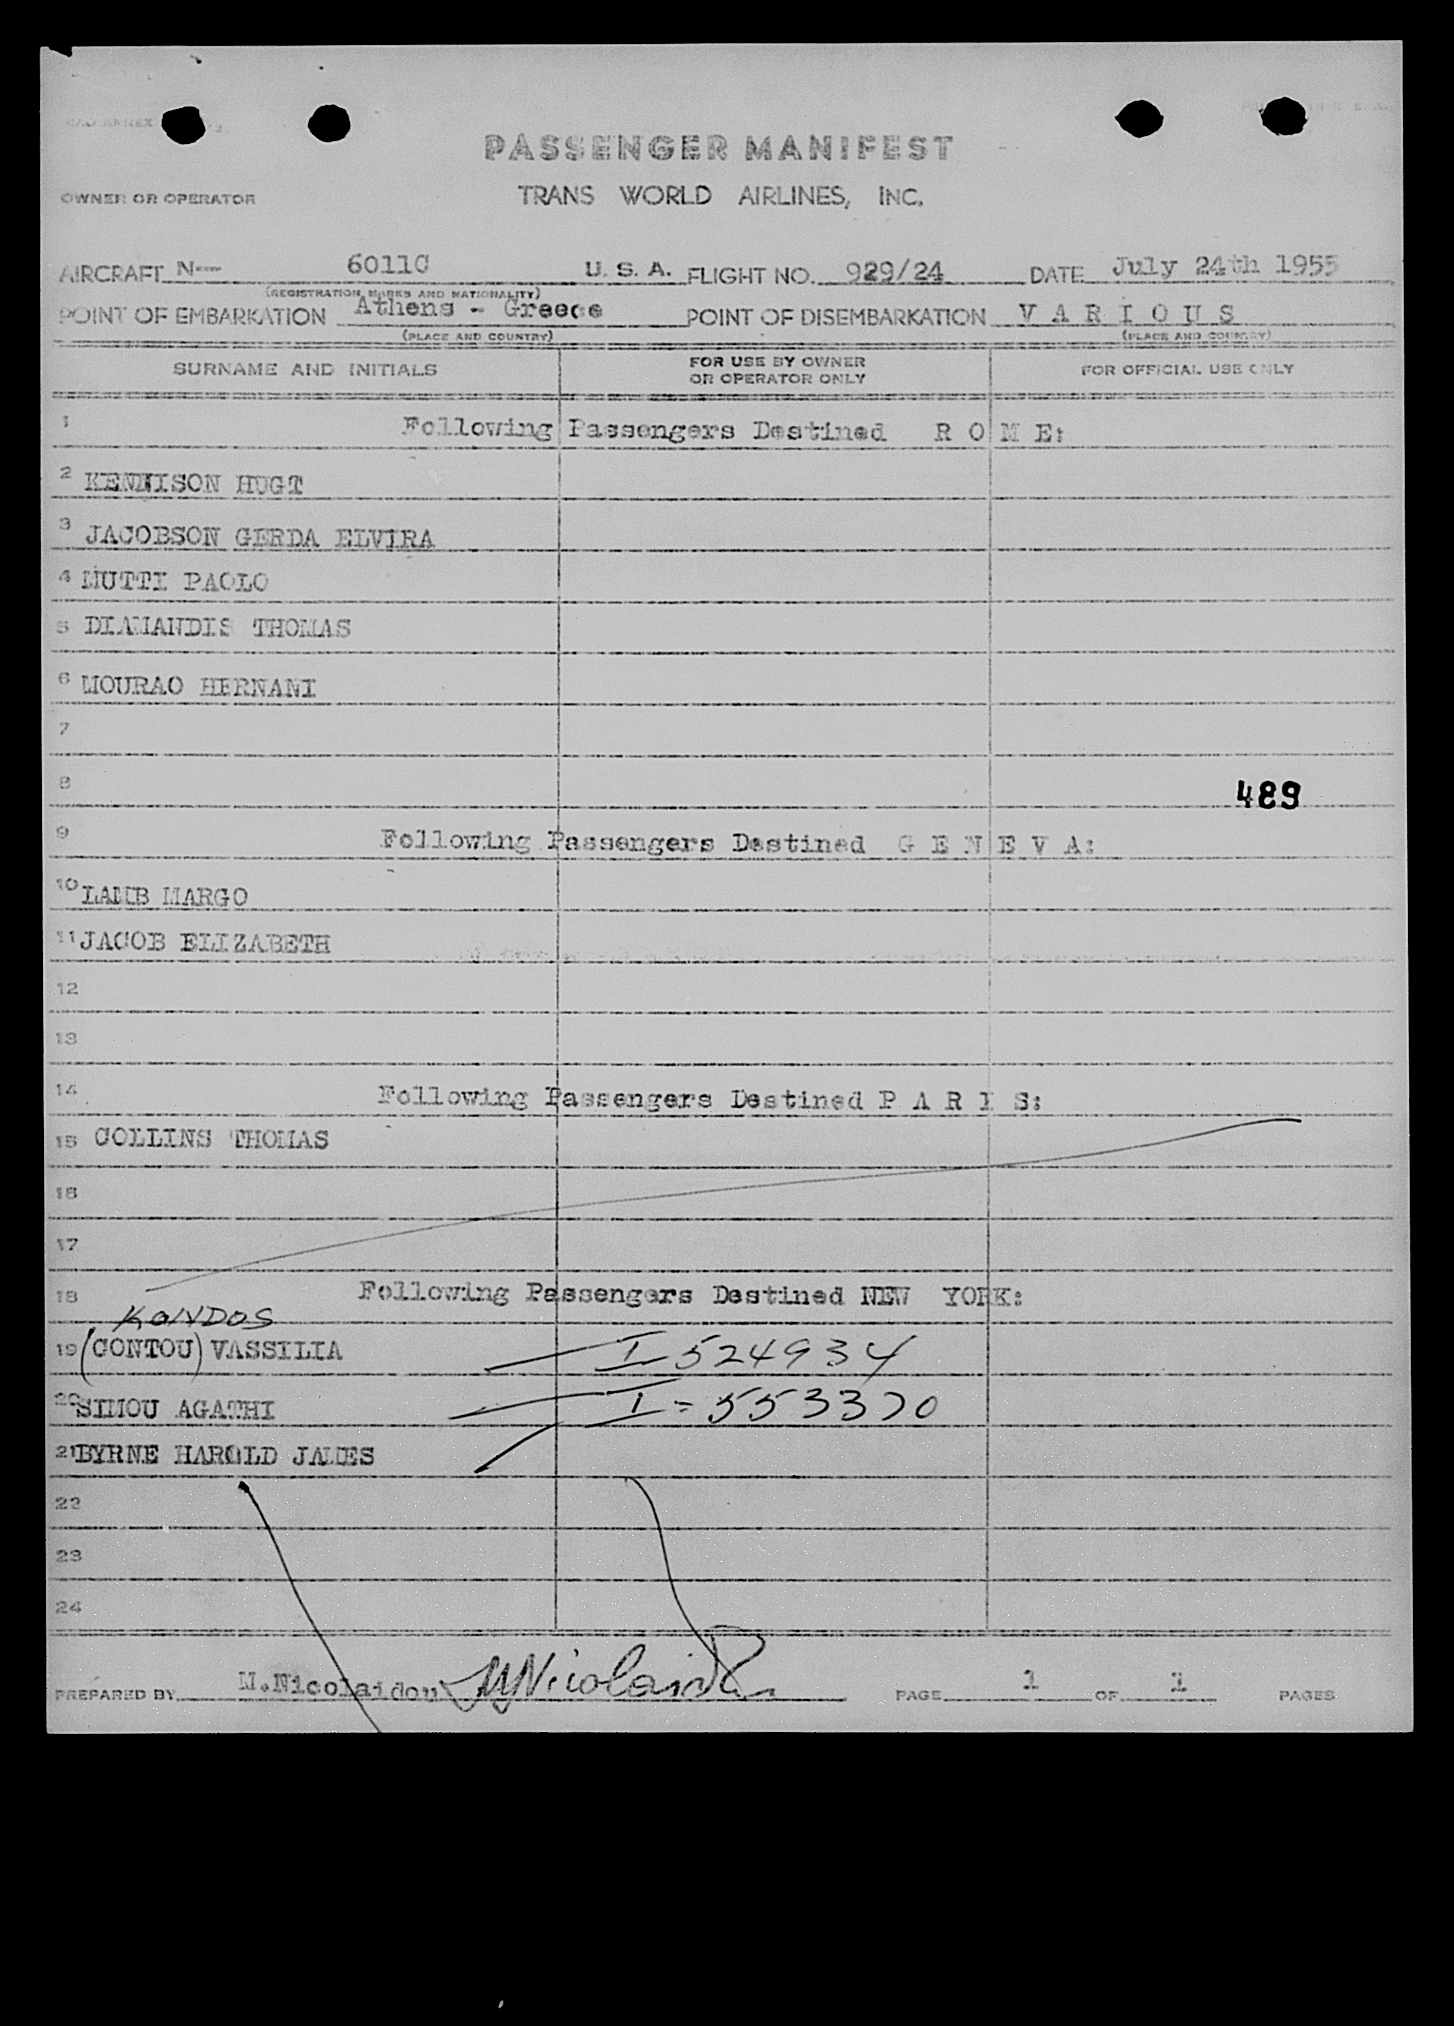 PASSENGER MANIFEST
OWNER OR OPERATOR TRANS WORLD AIRLINES, INC.
AIRCRAFT N-- 6011C U. S. A. FLIGHT NO. 929/24 DATE July 24th 1955
(REGISTRATION MARKS AND NATIONALITY)
POINT OF EMBARKATION Athens - Greece POINT OF DISEMBARKATION V A R I O U S
(PLACE AND COUNTRY) (PLACE AND COUNTRY)
SURNAME AND INITIALS FOR USE BY OWNER OR OPERATOR ONLY FOR OFFICIAL USE ONLY
1 Following Passengers Destined R O M E:
2 KENNISON HUGT
3 JACOBSON GERDA ELVIRA
4 MUTTI PAOLO
5 DIAMANDIS THOMAS
6 MOURAO HERNANI
7
8 489
9 Following Passengers Destined G E N E V A:
10 LAMB MARGO
11 JACOB ELIZABETH
12
13
14 Following Passengers Destined P A R I S:
15 COLLINS THOMAS
16
17
18 Following Passengers Destined NEW YORK:
KONDOS
19 (CONTOU) VASSILIA I 524934
20 SIMOU AGATHI I = 553370
21 BYRNE HAROLD JAMES
22
23
24
PREPARED BY M.Nicolaidou MNicolaidou PAGE 1 OF 1 PAGES